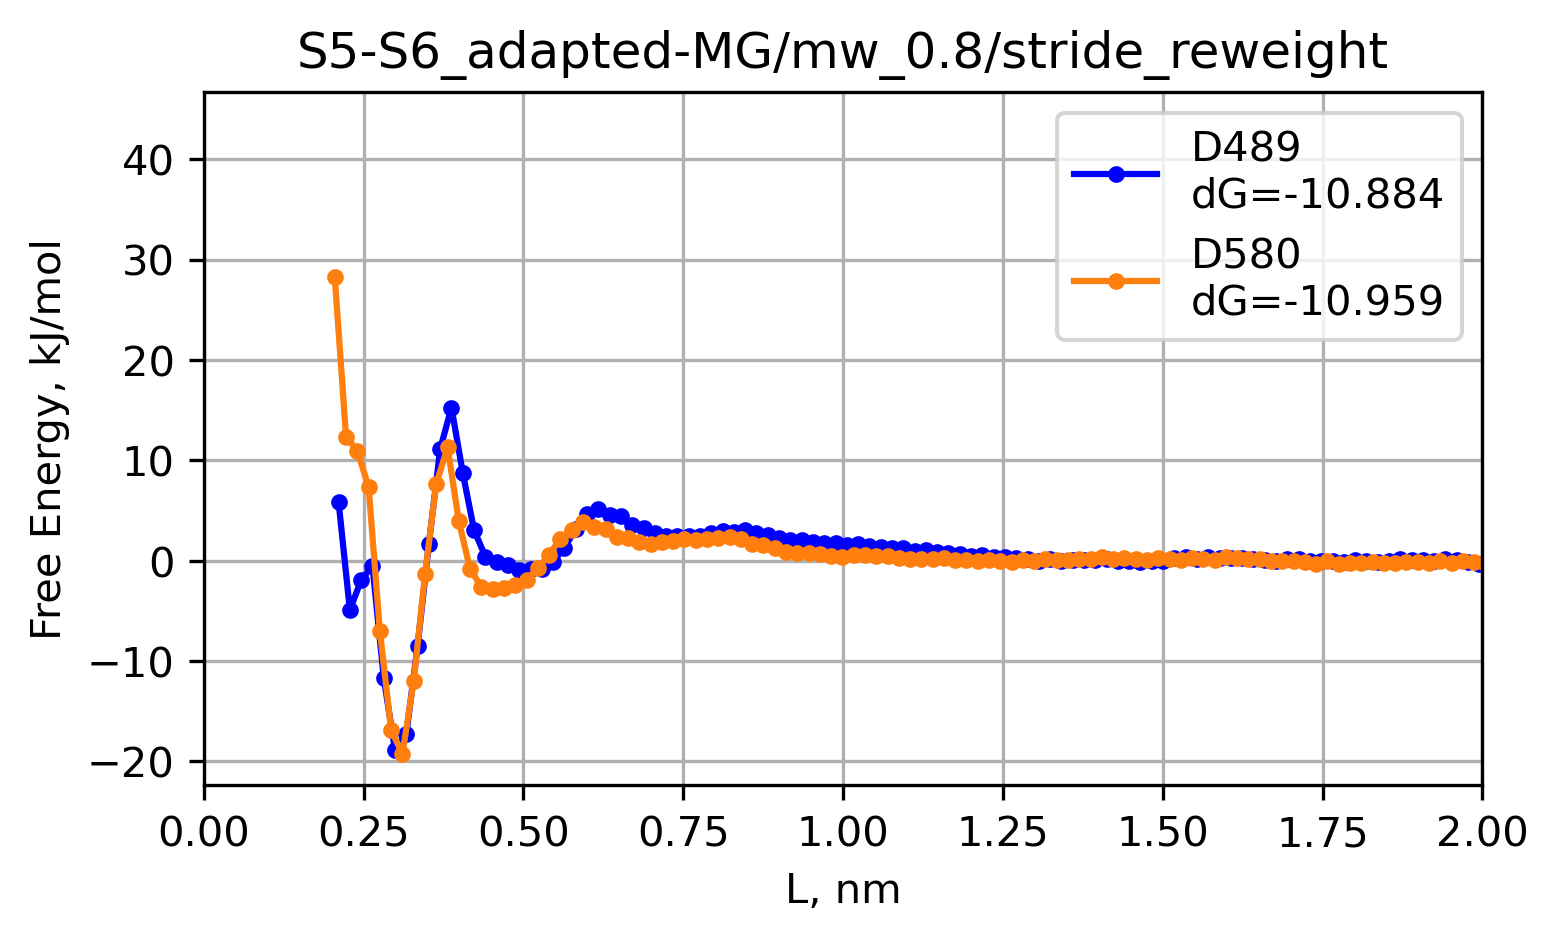 S5-S6_adapted-MG/mw_0.8/stride_reweight
Free Energy, kJ/mol
40
30
20
10
0
−10
−20
D489
dG=-10.884
D580
dG=-10.959
0.00 0.25 0.50 0.75 1.00 1.25 1.50 1.75 2.00
L, nm